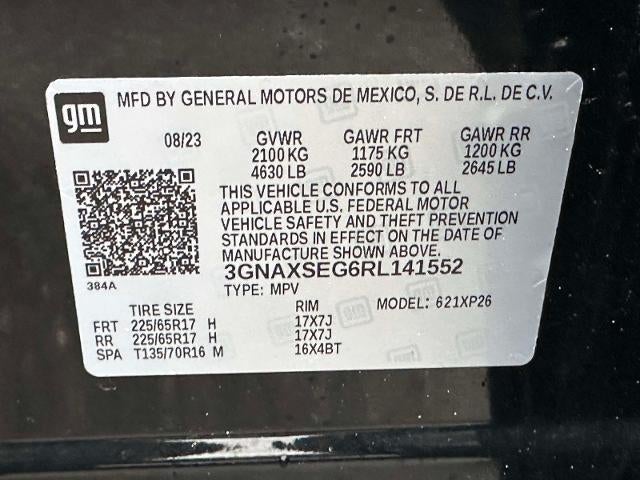 gm
MFD BY GENERAL MOTORS DE MEXICO, S. DE R.L. DE C.V.
08/23 GVWR GAWR FRT GAWR RR
2100 KG 1175 KG 1200 KG
4630 LB 2590 LB 2645 LB
THIS VEHICLE CONFORMS TO ALL
APPLICABLE U.S. FEDERAL MOTOR
VEHICLE SAFETY AND THEFT PREVENTION
STANDARDS IN EFFECT ON THE DATE OF
MANUFACTURE SHOWN ABOVE.
3GNAXSEG6RL141552
384A
TYPE: MPV MODEL: 621XP26
TIRE SIZE RIM
FRT 225/65R17 H 17X7J
RR 225/65R17 H 17X7J
SPA T135/70R16 M 16X4BT